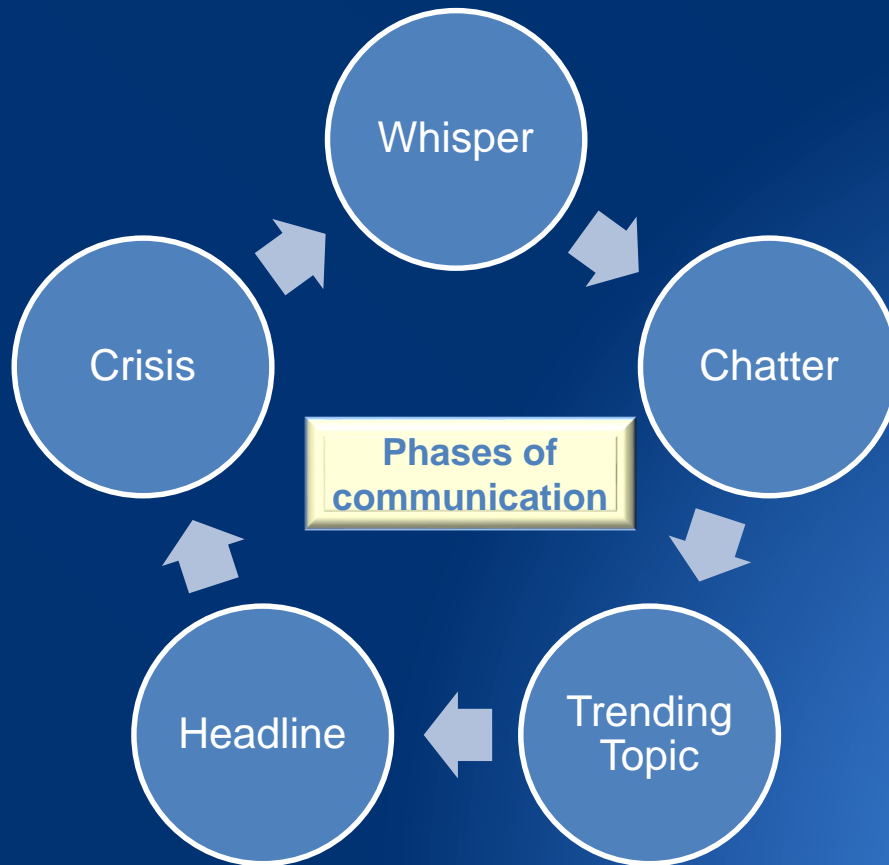 Whisper
Chatter
Trending
Topic
Headline
Crisis
Phases of
communication